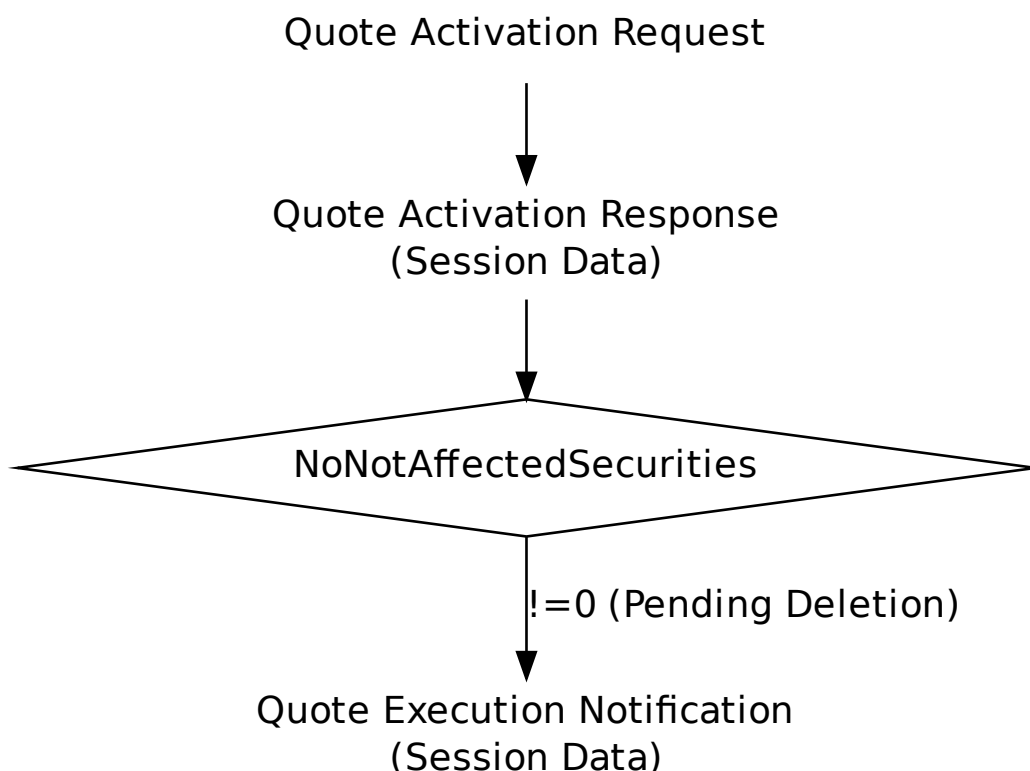 Quote Activation Request
Quote Activation Response
(Session Data)
NoNotAffectedSecurities
!=0 (Pending Deletion)
Quote Execution Notification
(Session Data)